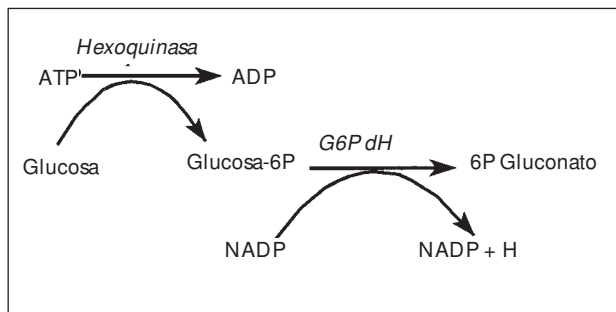 Hexoquinasa
ATP ADP
Glucosa Glucosa-6P G6P dH 6P Gluconato
NADP NADP + H